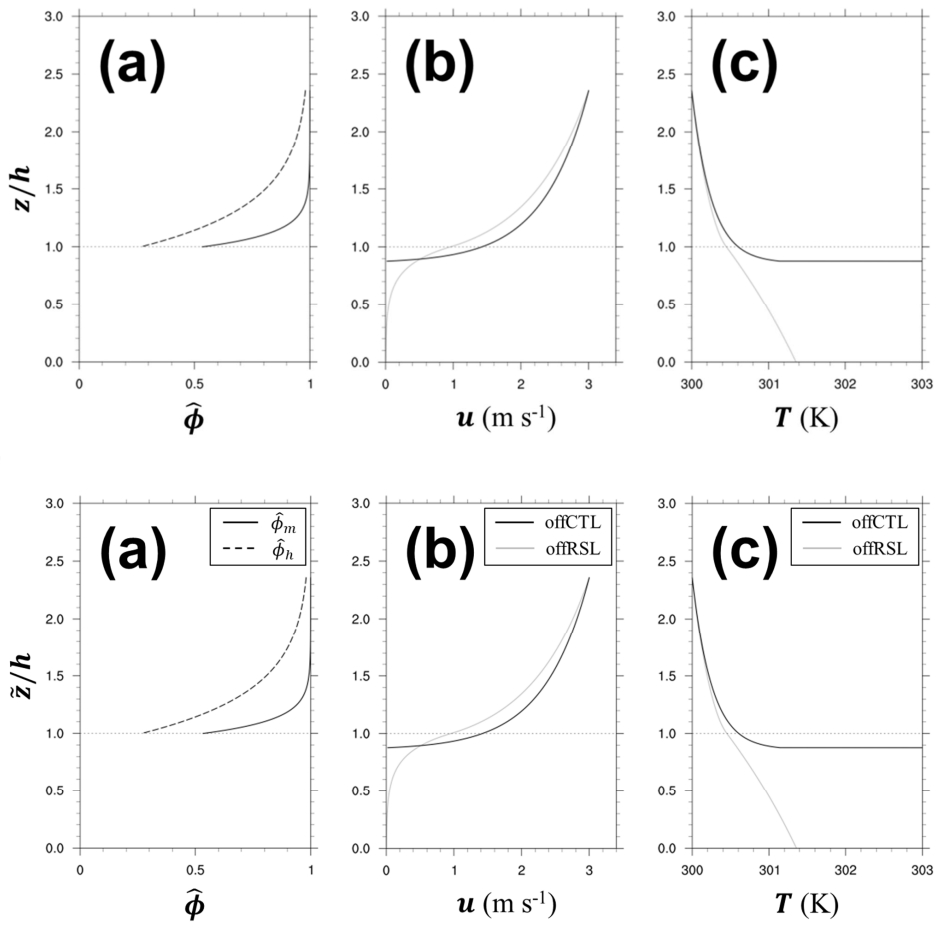 (a) (b) (c)
3.0 3.0 3.0
2.5 2.5 2.5
2.0 2.0 2.0
z/h
1.5 1.5 1.5
1.0 1.0 1.0
0.5 0.5 0.5
0.0 0.0 0.0
0 0.5 1 0 1 2 3 300 301 302 303
ϕ̂ u (m s⁻¹) T (K)
3.0 3.0 3.0
(a) (b) (c)
ϕ̂ₘ offCTL offCTL
ϕ̂ₕ offRSL offRSL
2.5 2.5 2.5
2.0 2.0 2.0
z̃/h
1.5 1.5 1.5
1.0 1.0 1.0
0.5 0.5 0.5
0.0 0.0 0.0
0 0.5 1 0 1 2 3 300 301 302 303
ϕ̂ u (m s⁻¹) T (K)